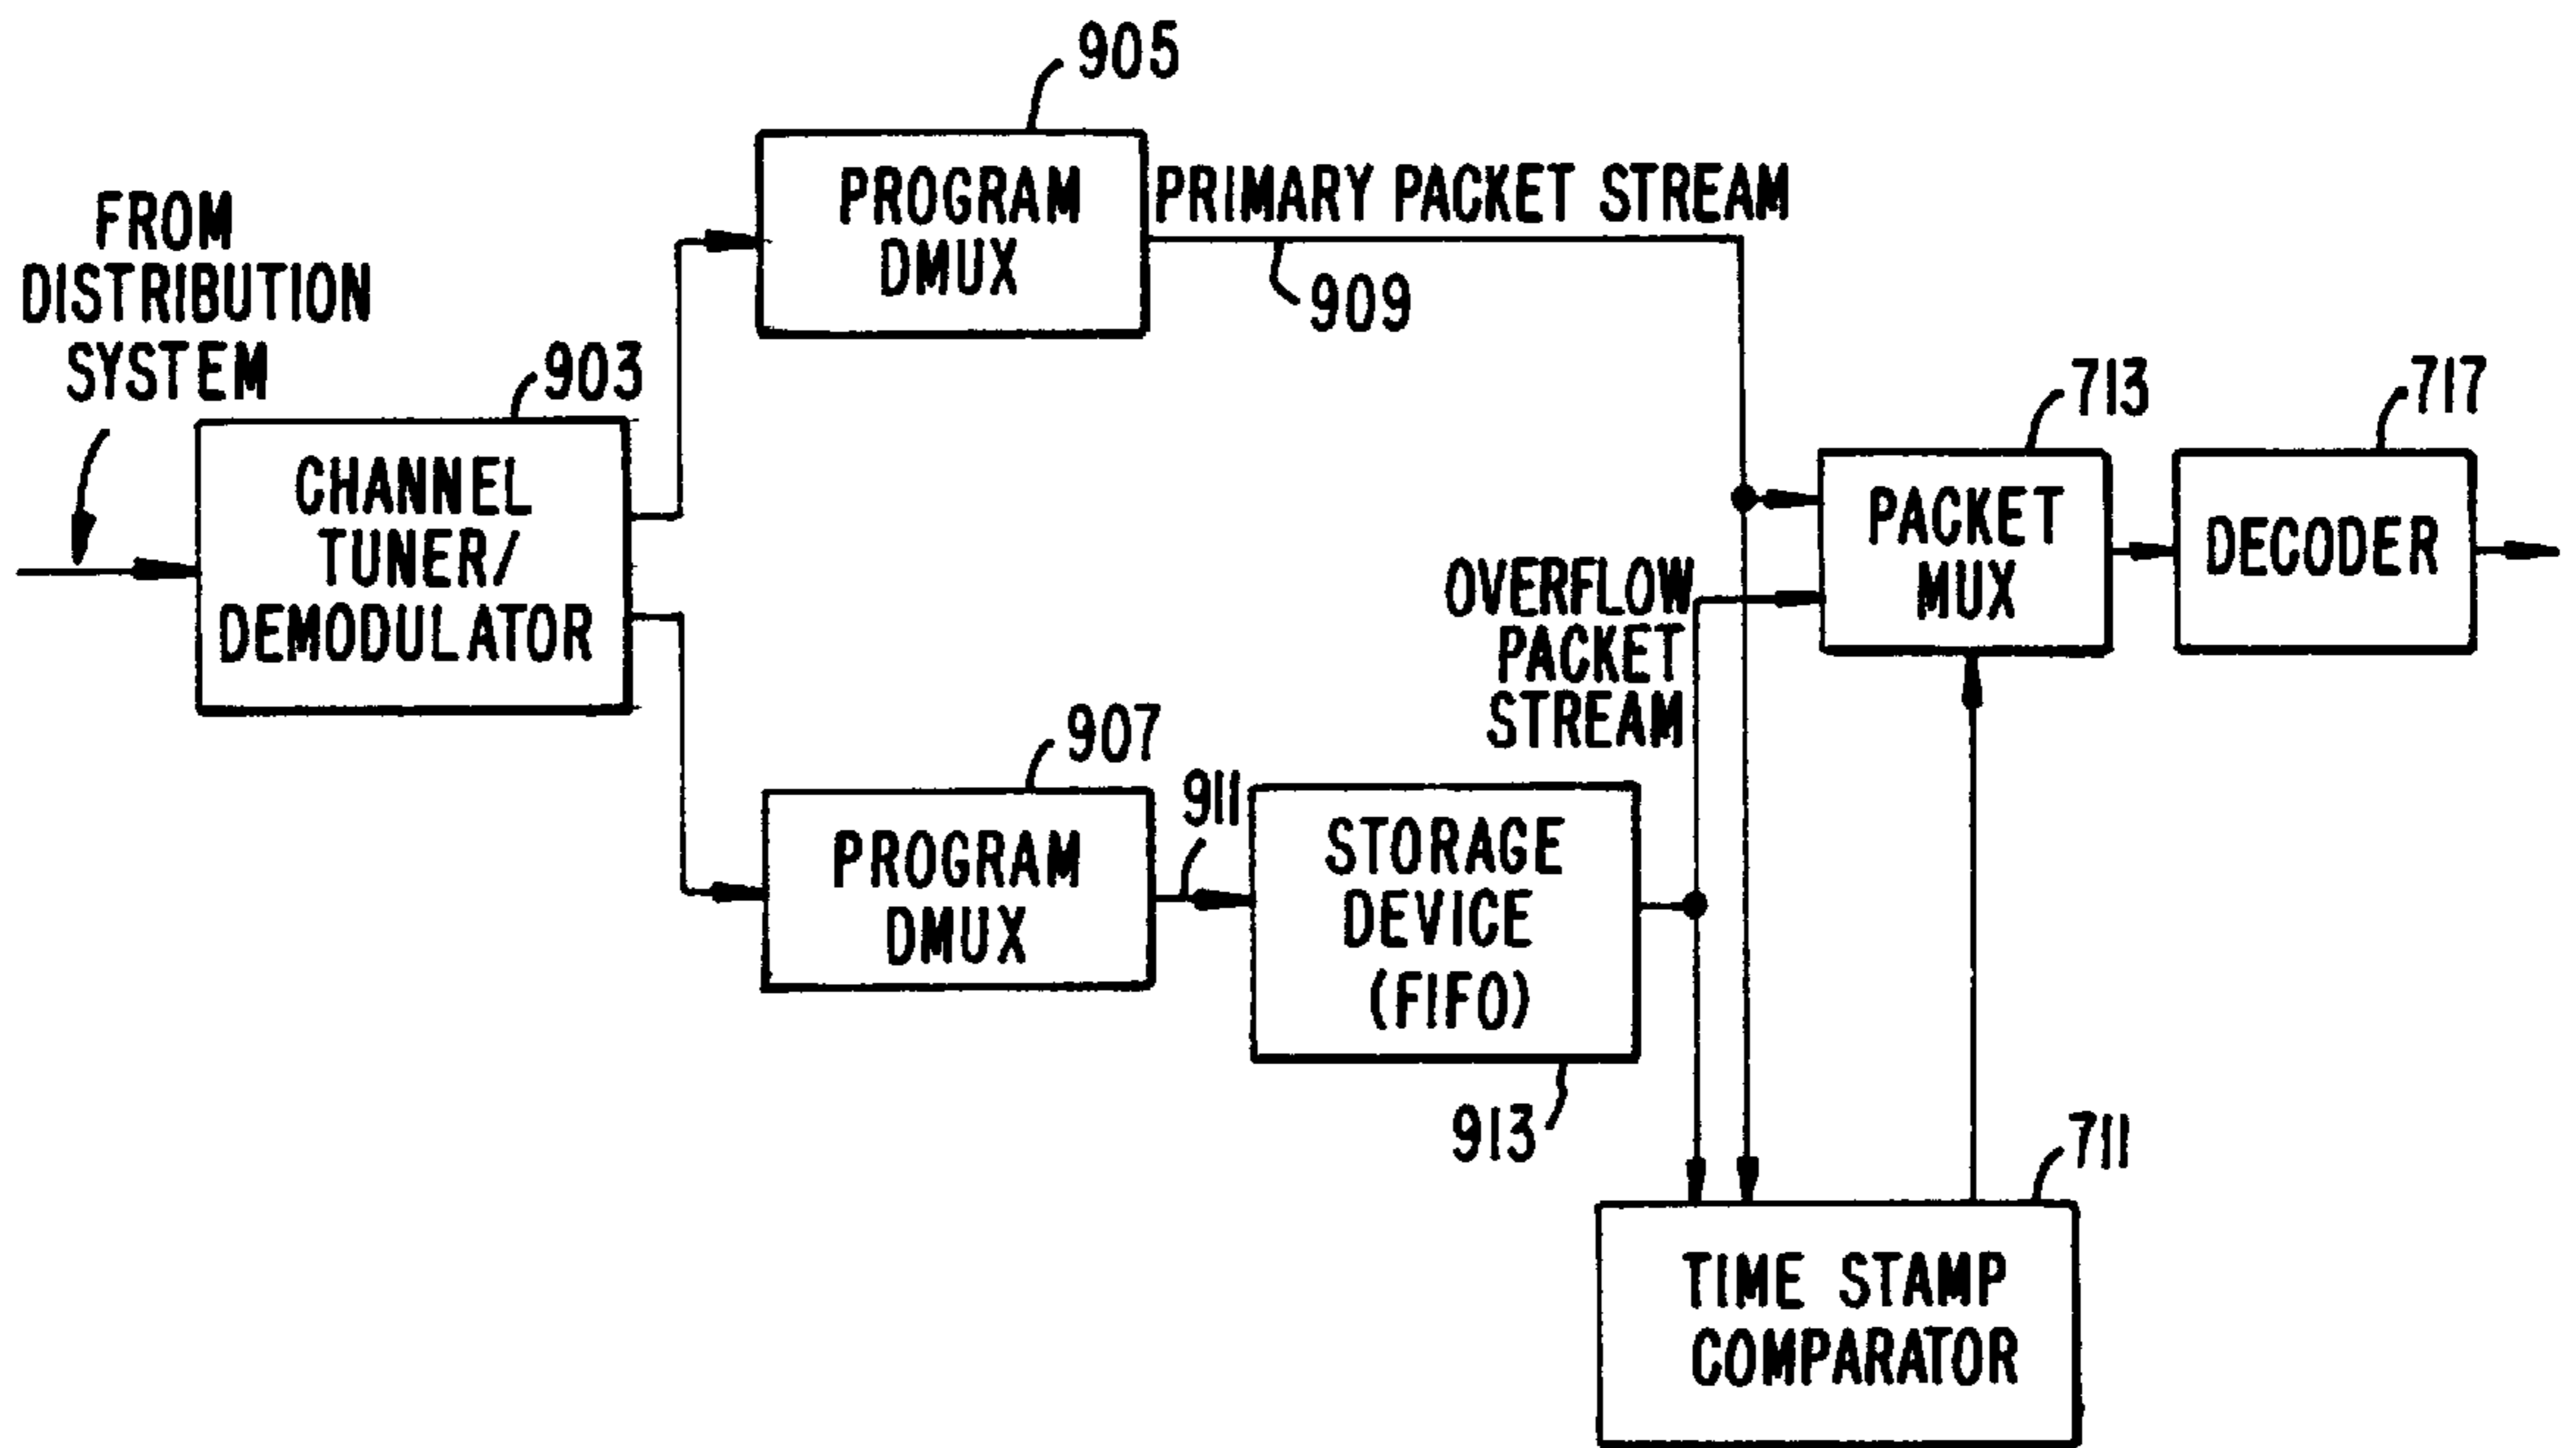 905
PROGRAM
DMUX
PRIMARY PACKET STREAM
909
FROM
DISTRIBUTION
SYSTEM
903
CHANNEL
TUNER/
DEMODULATOR
713
PACKET
MUX
717
DECODER
OVERFLOW
PACKET
STREAM
907
PROGRAM
DMUX
911
STORAGE
DEVICE
(FIFO)
913
711
TIME STAMP
COMPARATOR